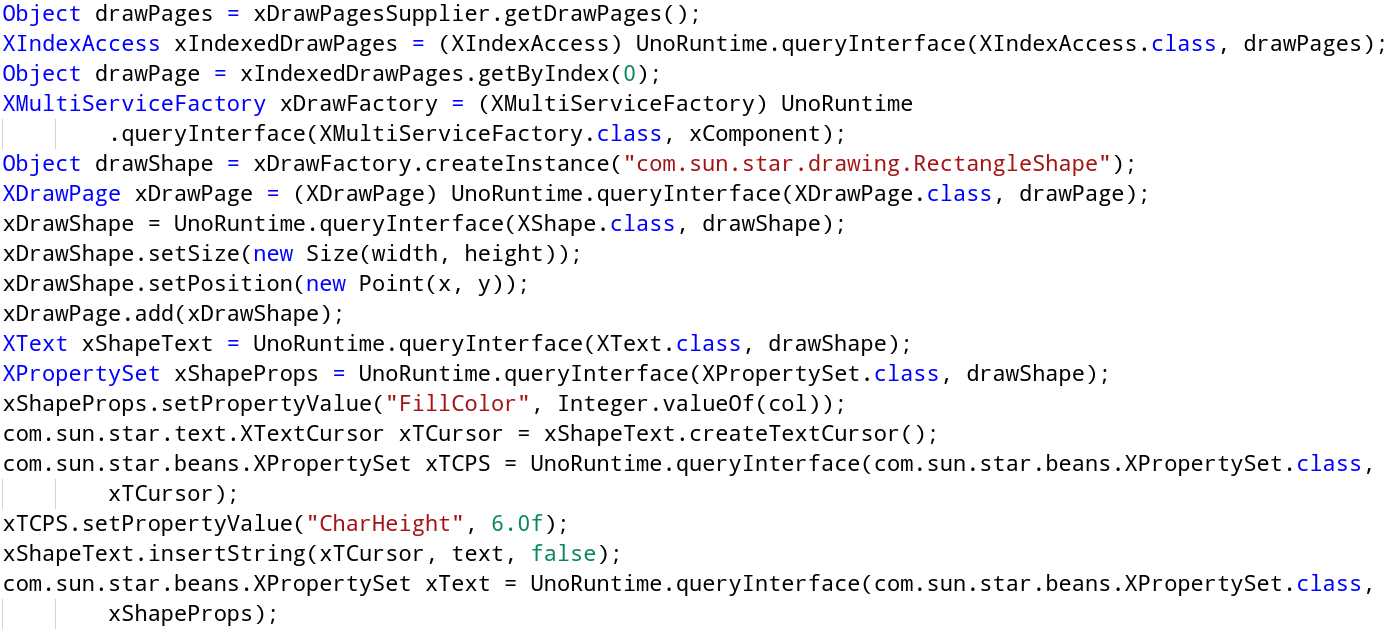 Object drawPages = xDrawPagesSupplier.getDrawPages();
XIndexAccess xIndexedDrawPages = (XIndexAccess) UnoRuntime.queryInterface(XIndexAccess.class, drawPages);
Object drawPage = xIndexedDrawPages.getByIndex(0);
XMultiServiceFactory xDrawFactory = (XMultiServiceFactory) UnoRuntime
        .queryInterface(XMultiServiceFactory.class, xComponent);
Object drawShape = xDrawFactory.createInstance("com.sun.star.drawing.RectangleShape");
XDrawPage xDrawPage = (XDrawPage) UnoRuntime.queryInterface(XDrawPage.class, drawPage);
xDrawShape = UnoRuntime.queryInterface(XShape.class, drawShape);
xDrawShape.setSize(new Size(width, height));
xDrawShape.setPosition(new Point(x, y));
xDrawPage.add(xDrawShape);
XText xShapeText = UnoRuntime.queryInterface(XText.class, drawShape);
XPropertySet xShapeProps = UnoRuntime.queryInterface(XPropertySet.class, drawShape);
xShapeProps.setPropertyValue("FillColor", Integer.valueOf(col));
com.sun.star.text.XTextCursor xTCursor = xShapeText.createTextCursor();
com.sun.star.beans.XPropertySet xTCPS = UnoRuntime.queryInterface(com.sun.star.beans.XPropertySet.class,
        xTCursor);
xTCPS.setPropertyValue("CharHeight", 6.0f);
xShapeText.insertString(xTCursor, text, false);
com.sun.star.beans.XPropertySet xText = UnoRuntime.queryInterface(com.sun.star.beans.XPropertySet.class,
        xShapeProps);